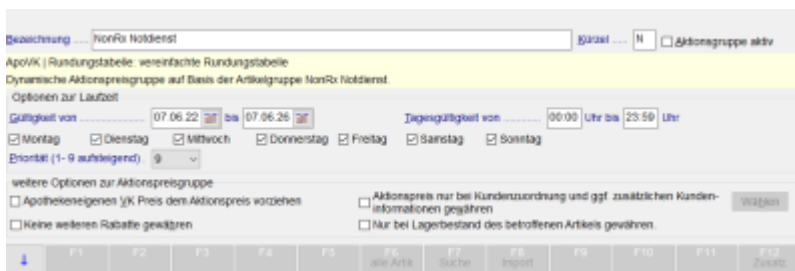 Bezeichnung ..... NonRx Notdienst Kürzel .... N Aktionsgruppe aktiv
ApoVK | Rundungstabelle: vereinfachte Rundungstabelle
Dynamische Aktionspreisgruppe auf Basis der Artikelgruppe NonRx Notdienst.
Optionen zur Laufzeit
Gültigkeit von ..................... 07.06.22 bis 07.06.26 Tagesgültigkeit von ............ 00:00 Uhr bis 23:59 Uhr
Montag Dienstag Mittwoch Donnerstag Freitag Samstag Sonntag
Priorität (1- 9 aufsteigend). 9
weitere Optionen zur Aktionspreisgruppe
Apothekeneigenen VK Preis dem Aktionspreis vorziehen
Aktionspreis nur bei Kundenzuordnung und ggf. zusätzlichen Kunden-
informationen gewähren
Wählen
Keine weiteren Rabatte gewähren
Nur bei Lagerbestand des betroffenen Artikels gewähren.
F1 F2 F3 F4 F5 F6 F7 F8 F9 F10 F11 F12
alle Artik Suche Import Zusatz